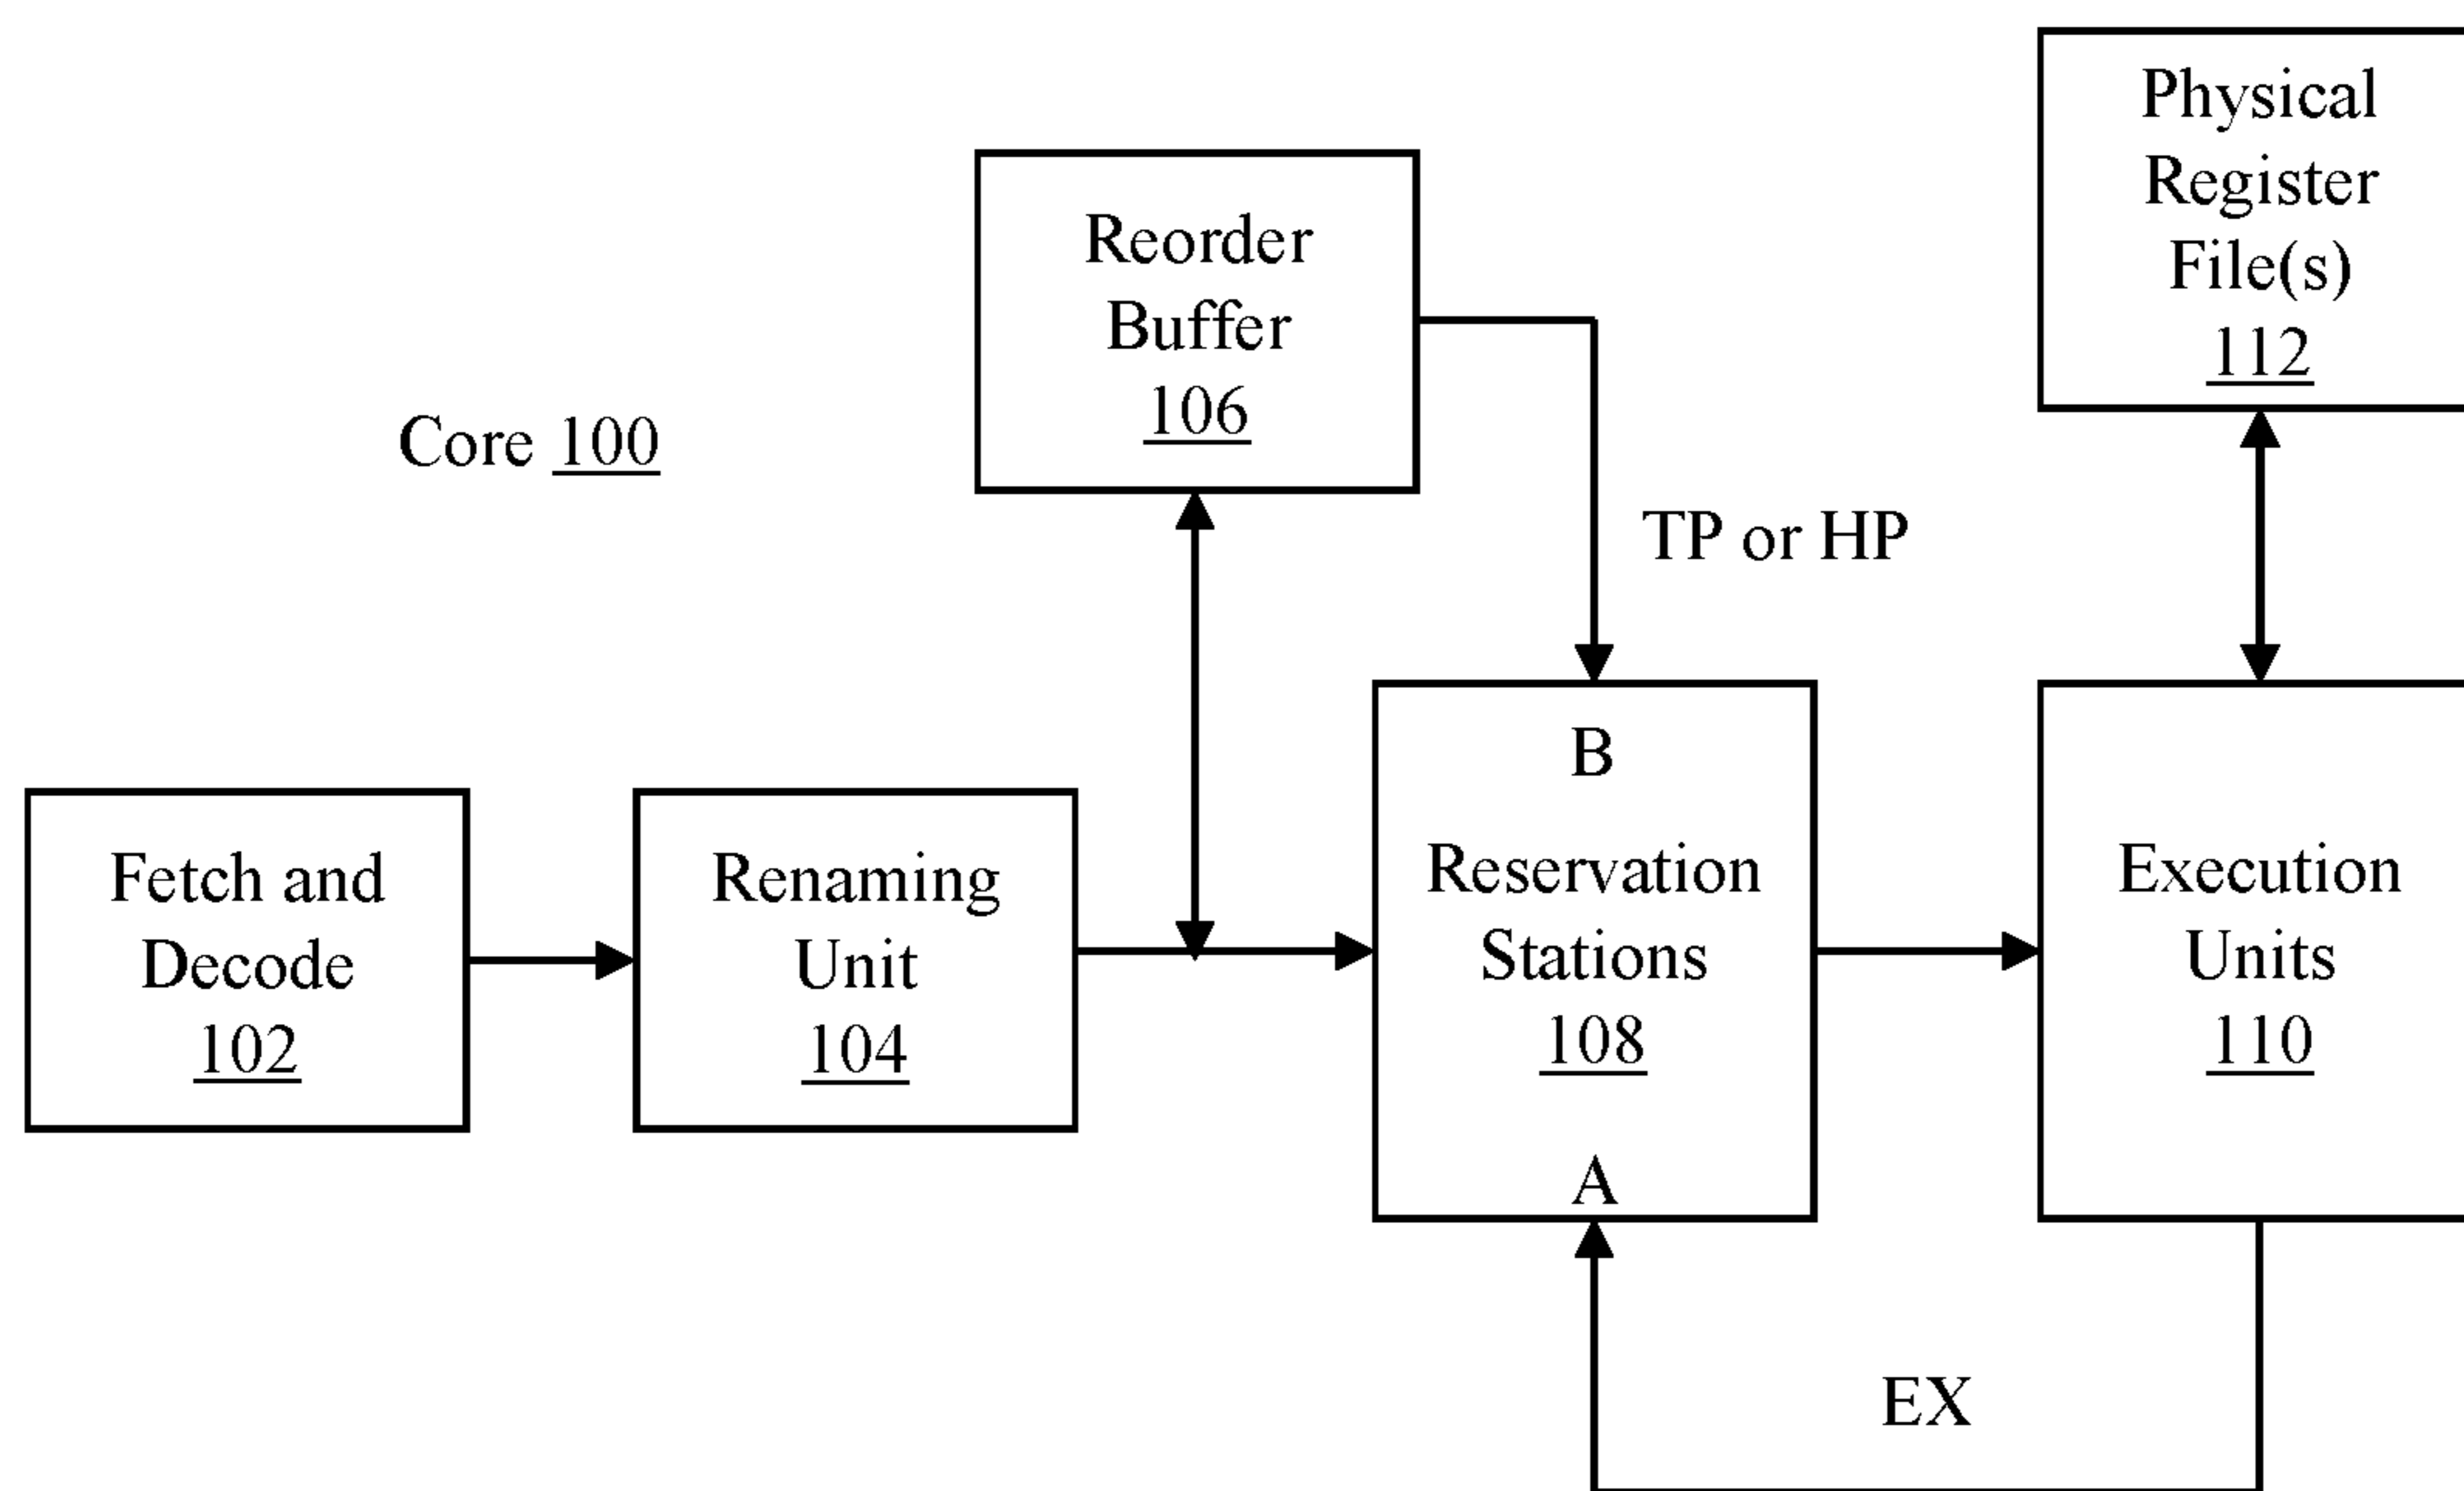 Physical
Register
File(s)
112
Reorder
Buffer
106
Core 100
TP or HP
B
Fetch and
Decode
102
Renaming
Unit
104
Reservation
Stations
108
Execution
Units
110
A
EX